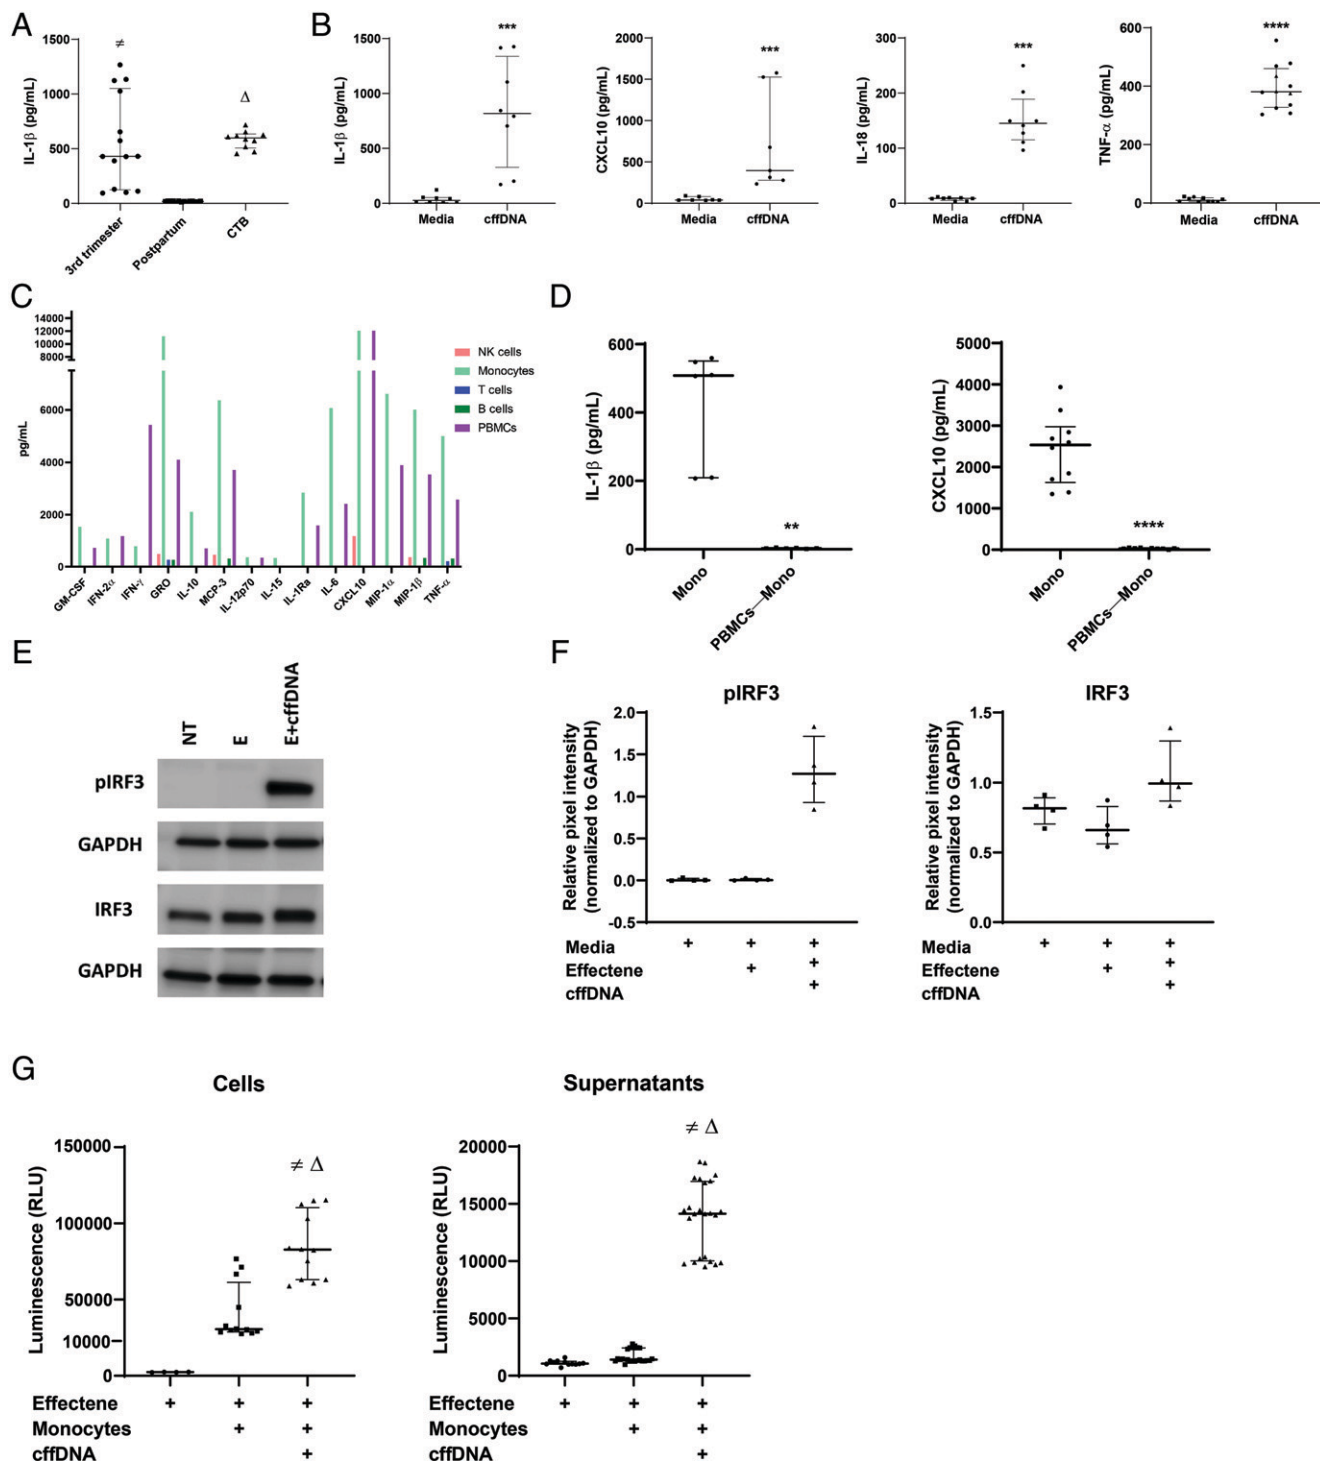 A
1500
1000
500
0
IL-1β (pg/mL)
≠
Δ
3rd trimester
Postpartum
CTB
B
1500
1000
500
0
IL-1β (pg/mL)
***
Media
cffDNA
2000
1500
1000
500
0
CXCL10 (pg/mL)
***
Media
cffDNA
300
200
100
0
IL-18 (pg/mL)
***
Media
cffDNA
600
400
200
0
TNF-α (pg/mL)
****
Media
cffDNA
C
14000
12000
10000
8000
6000
4000
2000
0
pg/mL
NK cells
Monocytes
T cells
B cells
PBMCs
GM-CSF
IFN-2α
IFN-γ
GRO
IL-10
MCP-3
IL-12p70
IL-15
IL-1Ra
IL-6
CXCL10
MIP-1α
MIP-1β
TNF-α
D
600
400
200
0
IL-1β (pg/mL)
**
Mono
PBMCs—Mono
5000
4000
3000
2000
1000
0
CXCL10 (pg/mL)
****
Mono
PBMCs—Mono
E
NT
E
E+cffDNA
pIRF3
GAPDH
IRF3
GAPDH
F
pIRF3
2.0
1.5
1.0
0.5
0.0
-0.5
Relative pixel intensity
(normalized to GAPDH)
Media + + +
Effectene + +
cffDNA +
IRF3
1.5
1.0
0.5
0.0
Relative pixel intensity
(normalized to GAPDH)
Media + + +
Effectene + +
cffDNA +
G
Cells
150000
100000
50000
10000
0
Luminescence (RLU)
≠ Δ
Effectene + + +
Monocytes + +
cffDNA +
Supernatants
20000
15000
10000
5000
0
Luminescence (RLU)
≠ Δ
Effectene + + +
Monocytes + +
cffDNA +